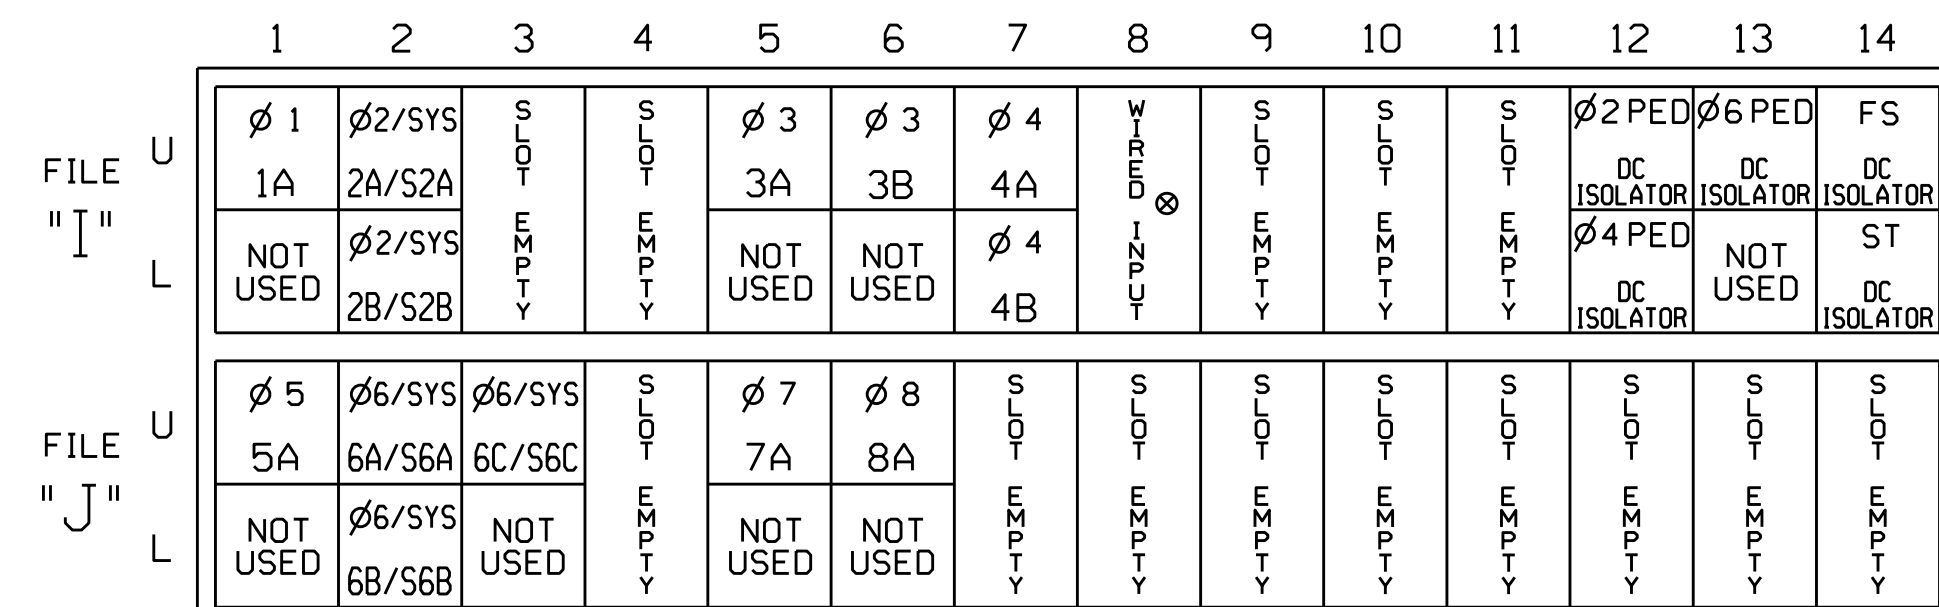 1 2 3 4 5 6 7 8 9 10 11 12 13 14
FILE "I"
U
L
Ø 1
1A
NOT USED
Ø2/SYS
2A/S2A
Ø2/SYS
2B/S2B
SLOT EMPTY
SLOT EMPTY
Ø 3
3A
NOT USED
Ø 3
3B
NOT USED
Ø 4
4A
Ø 4
4B
WIRED INPUT ⊗
SLOT EMPTY
SLOT EMPTY
SLOT EMPTY
Ø2 PED
DC ISOLATOR
Ø4 PED
DC ISOLATOR
Ø6 PED
DC ISOLATOR
NOT USED
FS
DC ISOLATOR
ST
DC ISOLATOR
FILE "J"
U
L
Ø 5
5A
NOT USED
Ø6/SYS
6A/S6A
Ø6/SYS
6B/S6B
Ø6/SYS
6C/S6C
NOT USED
SLOT EMPTY
Ø 7
7A
NOT USED
Ø 8
8A
NOT USED
SLOT EMPTY
SLOT EMPTY
SLOT EMPTY
SLOT EMPTY
SLOT EMPTY
SLOT EMPTY
SLOT EMPTY
SLOT EMPTY